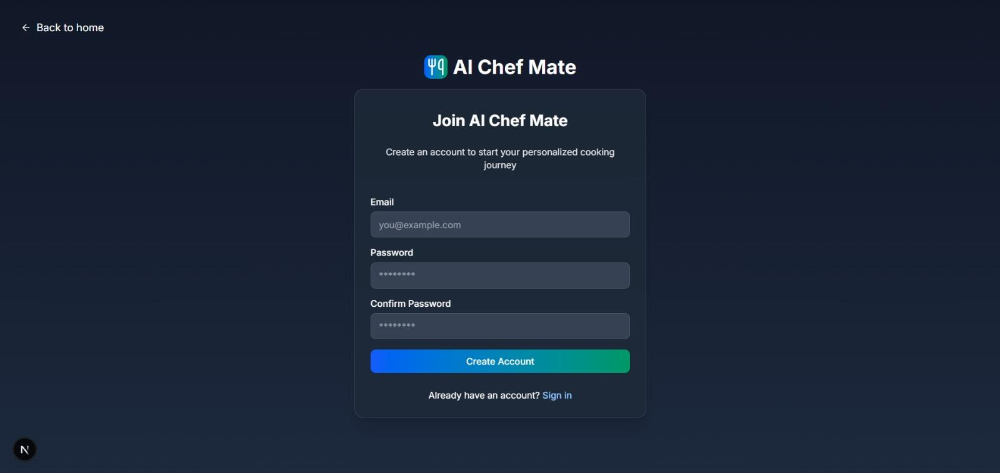 Back to home
AI Chef Mate
Join AI Chef Mate
Create an account to start your personalized cooking
journey
Email
you@example.com
Password
********
Confirm Password
********
Create Account
Already have an account? Sign in
N